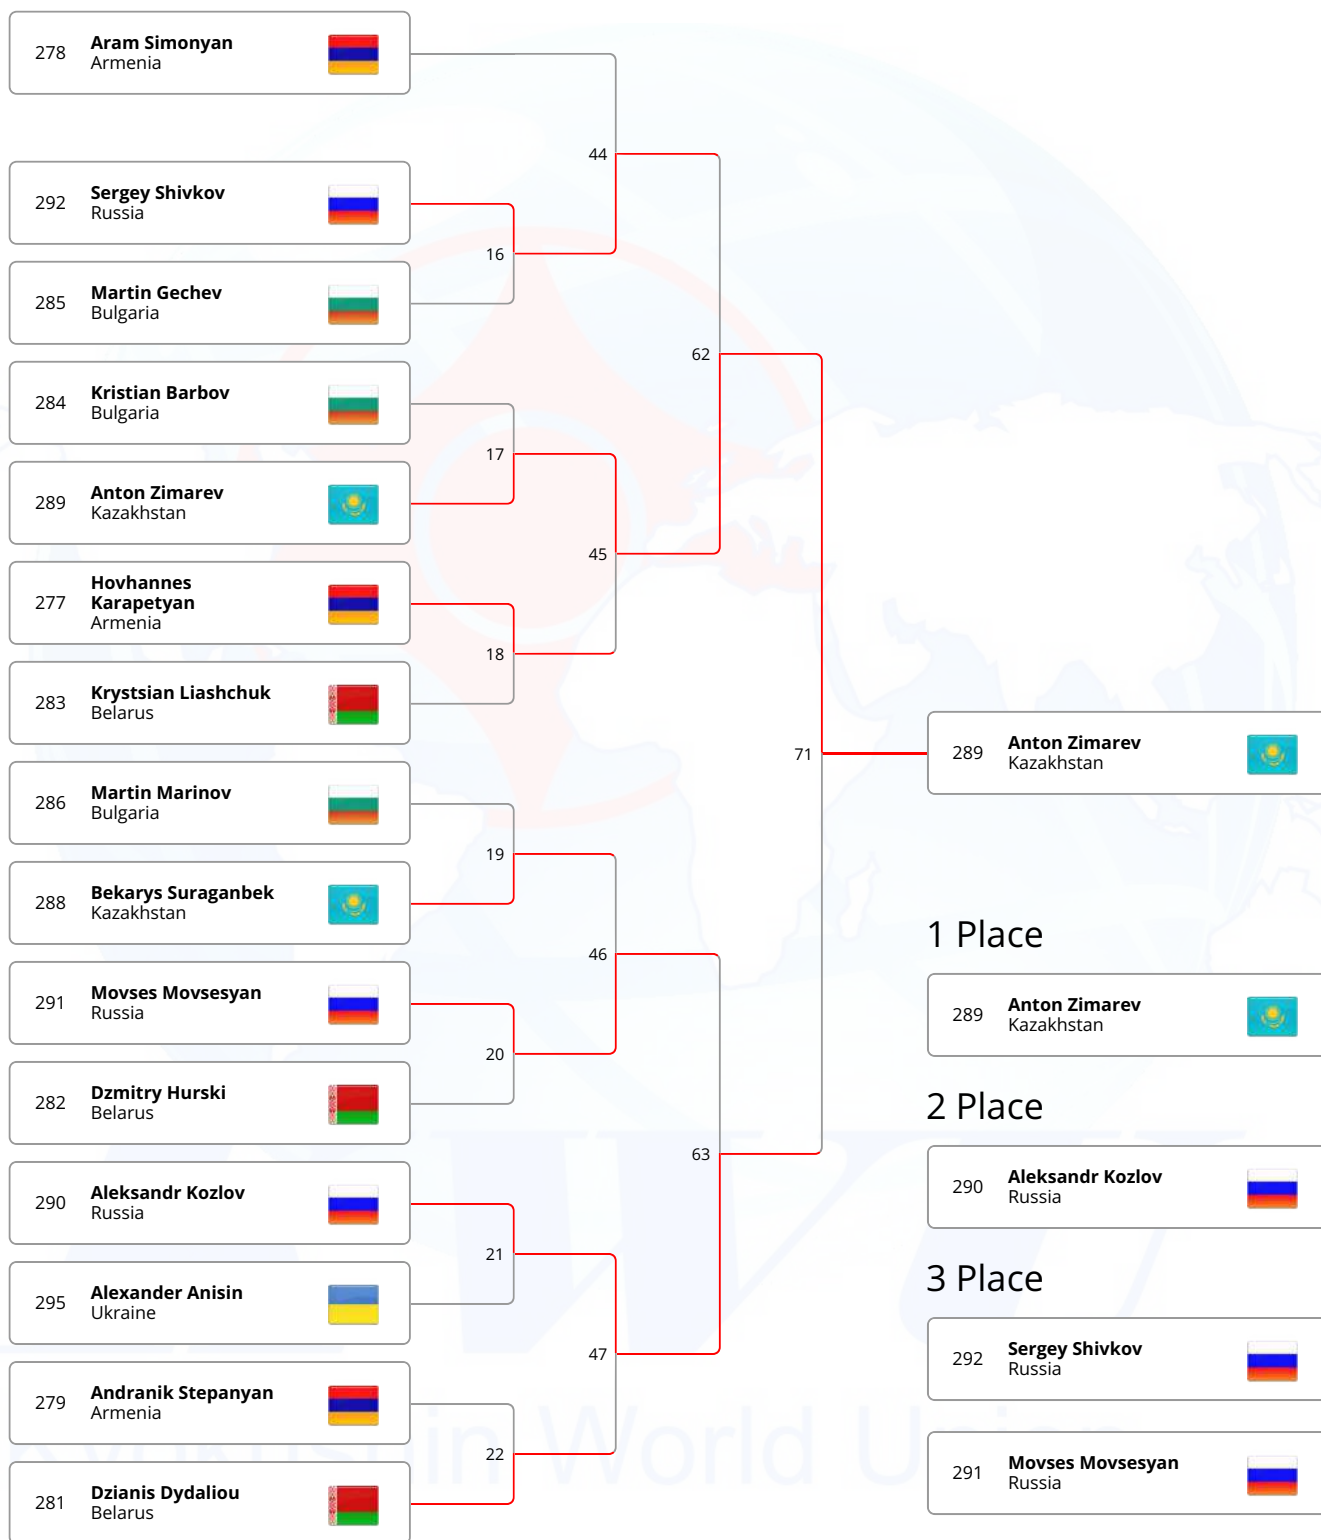 278 Aram Simonyan
Armenia
44
292 Sergey Shivkov
Russia
16
285 Martin Gechev
Bulgaria
62
284 Kristian Barbov
Bulgaria
17
289 Anton Zimarev
Kazakhstan
45
277 Hovhannes
Karapetyan
Armenia
18
283 Krystsian Liashchuk
Belarus
71
289 Anton Zimarev
Kazakhstan
286 Martin Marinov
Bulgaria
19
288 Bekarys Suraganbek
Kazakhstan
46
291 Movses Movsesyan
Russia
20
282 Dzmitry Hurski
Belarus
63
290 Aleksandr Kozlov
Russia
21
295 Alexander Anisin
Ukraine
47
279 Andranik Stepanyan
Armenia
22
281 Dzianis Dydaliou
Belarus
1 Place
289 Anton Zimarev
Kazakhstan
2 Place
290 Aleksandr Kozlov
Russia
3 Place
292 Sergey Shivkov
Russia
291 Movses Movsesyan
Russia
World